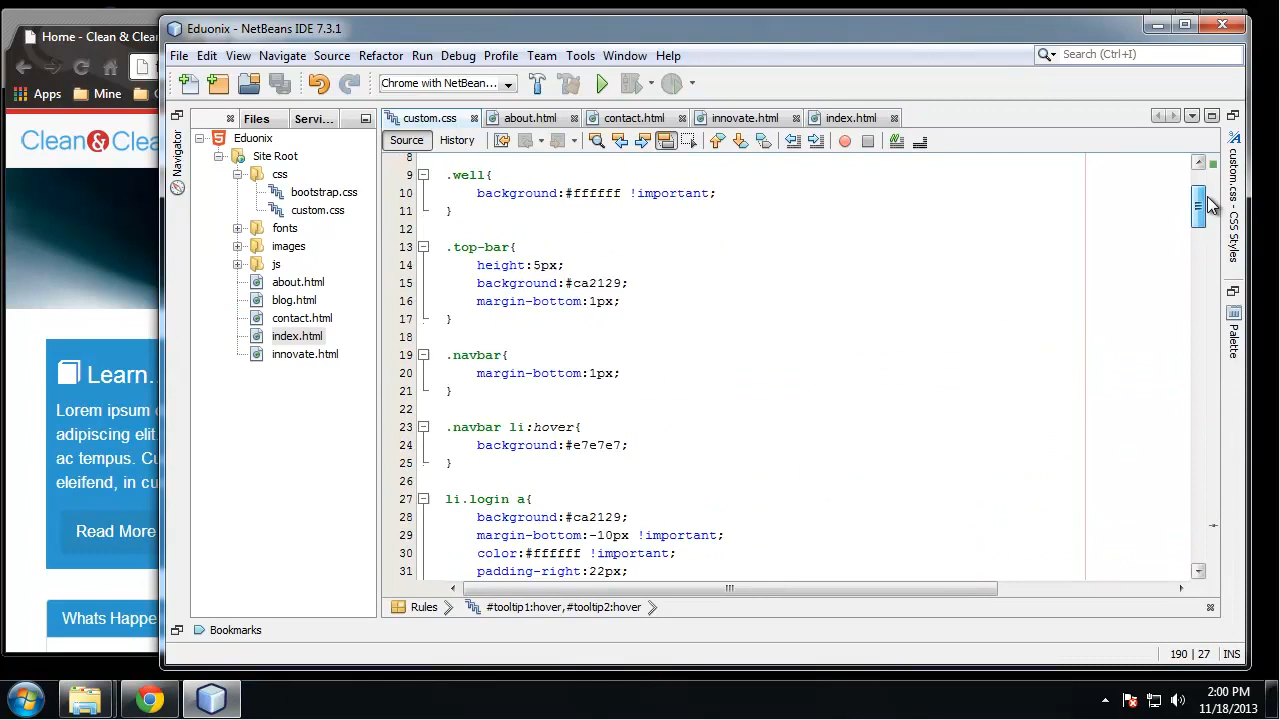 Home - Clean & Clea
Eduonix - NetBeans IDE 7.3.1
File Edit View Navigate Source Refactor Run Debug Profile Team Tools Window Help
Search (Ctrl+I)
Chrome with NetBean...
Apps Mine
Files Servi...
custom.css about.html contact.html innovate.html index.html
Source History
Navigator
Clean & Clea
Eduonix
Site Root
css
bootstrap.css
custom.css
fonts
images
js
about.html
blog.html
contact.html
index.html
innovate.html
8
9 .well{
10 background:#ffffff !important;
11 }
12
13 .top-bar{
14 height:5px;
15 background:#ca2129;
16 margin-bottom:1px;
17 }
18
19 .navbar{
20 margin-bottom:1px;
21 }
22
23 .navbar li:hover{
24 background:#e7e7e7;
25 }
26
27 li.login a{
28 background:#ca2129;
29 margin-bottom:-10px !important;
30 color:#ffffff !important;
31 padding-right:22px;
custom.css - CSS Styles
Palette
Learn..
Lorem ipsum
adipiscing elit.
ac tempus. Cu
eleifend, in cu
Read More
Whats Happe
Rules #tooltip1:hover,#tooltip2:hover
Bookmarks
190 | 27 INS
2:00 PM
11/18/2013